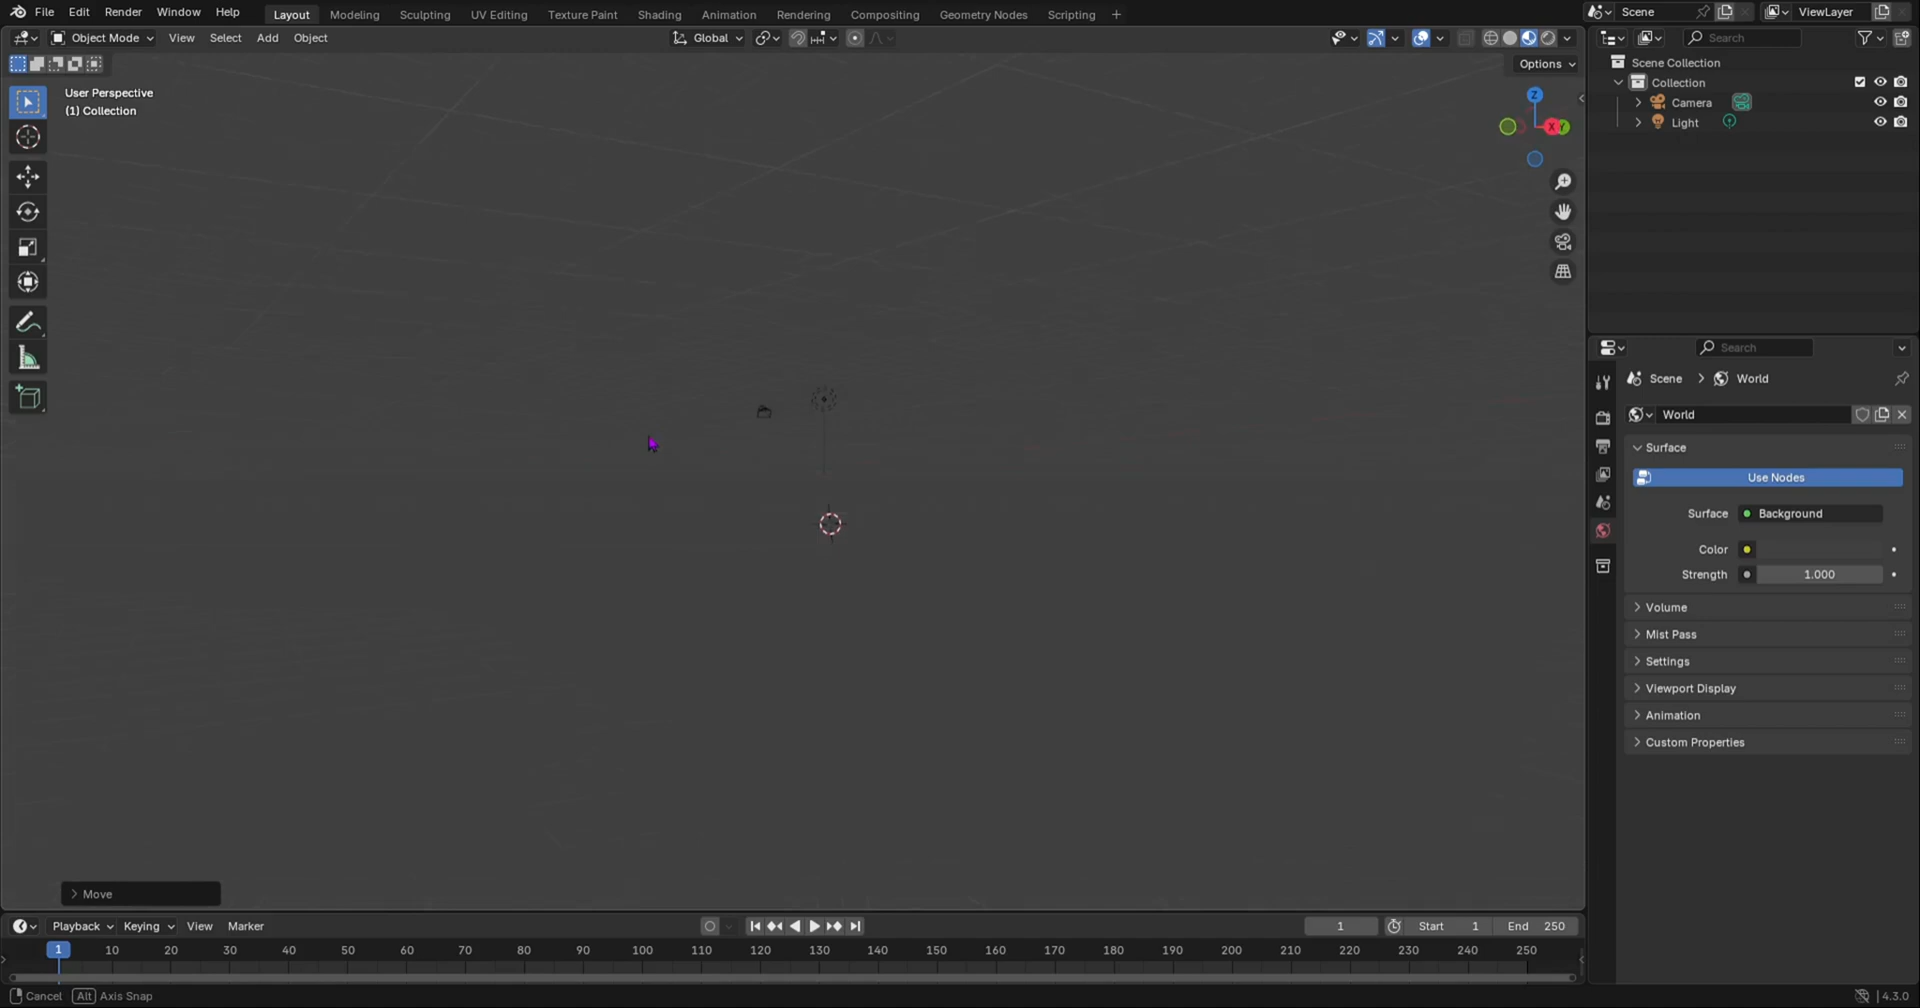 File Edit Render Window Help
Layout Modeling Sculpting UV Editing Texture Paint Shading Animation Rendering Compositing Geometry Nodes Scripting +
Scene
ViewLayer
Object Mode View Select Add Object
Global
Search
Options
User Perspective
(1) Collection
Z
X
Y
Scene Collection
Collection
Camera
Light
Search
Scene > World
World
Surface
Use Nodes
Surface Background
Color
Strength 1.000
Volume
Mist Pass
Settings
Viewport Display
Animation
Custom Properties
Move
Playback Keying View Marker
1 Start 1 End 250
1 10 20 30 40 50 60 70 80 90 100 110 120 130 140 150 160 170 180 190 200 210 220 230 240 250
Cancel Alt Axis Snap
4.3.0